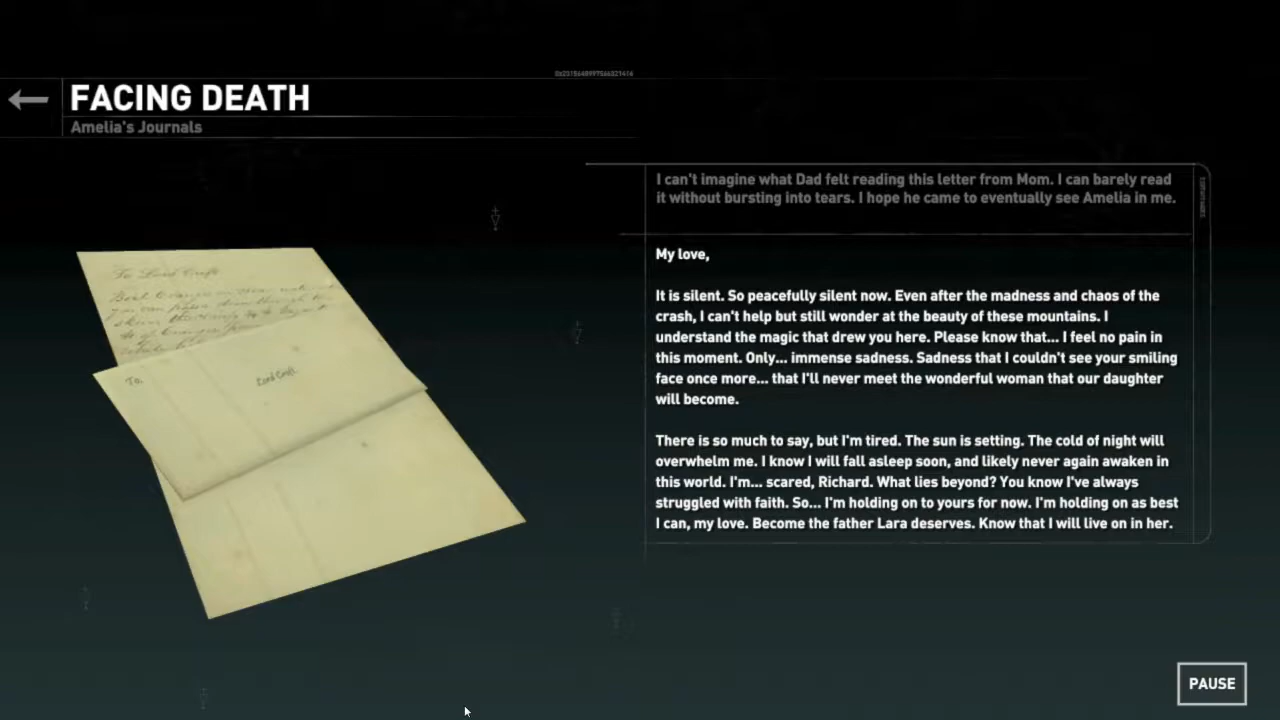 FACING DEATH
Amelia's Journals
I can't imagine what Dad felt reading this letter from Mom. I can barely read
it without bursting into tears. I hope he came to eventually see Amelia in me.
My love,
It is silent. So peacefully silent now. Even after the madness and chaos of the
crash, I can't help but still wonder at the beauty of these mountains. I
understand the magic that drew you here. Please know that... I feel no pain in
this moment. Only... immense sadness. Sadness that I couldn't see your smiling
face once more... that I'll never meet the wonderful woman that our daughter
will become.
There is so much to say, but I'm tired. The sun is setting. The cold of night will
overwhelm me. I know I will fall asleep soon, and likely never again awaken in
this world. I'm... scared, Richard. What lies beyond? You know I've always
struggled with faith. So... I'm holding on to yours for now. I'm holding on as best
I can, my love. Become the father Lara deserves. Know that I will live on in her.
To Lord Croft
To:
Lord Croft
PAUSE